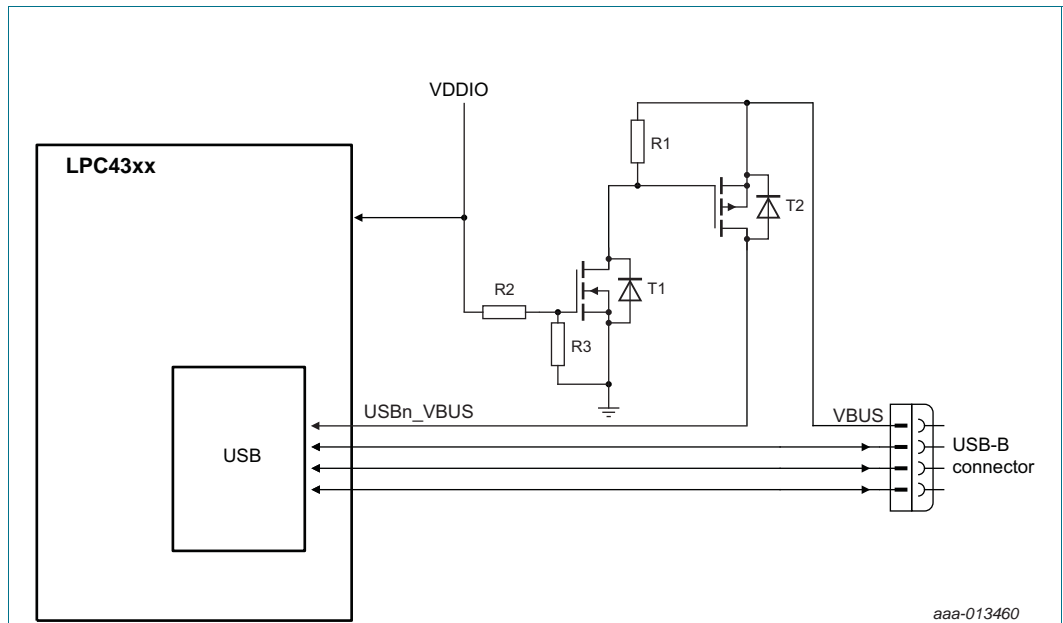 VDDIO
R1
LPC43xx
T2
R2
T1
R3
USBn_VBUS
VBUS
USB
USB-B
connector
aaa-013460